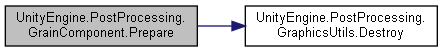 UnityEngine.PostProcessing.
GrainComponent.Prepare
UnityEngine.PostProcessing.
GraphicsUtils.Destroy